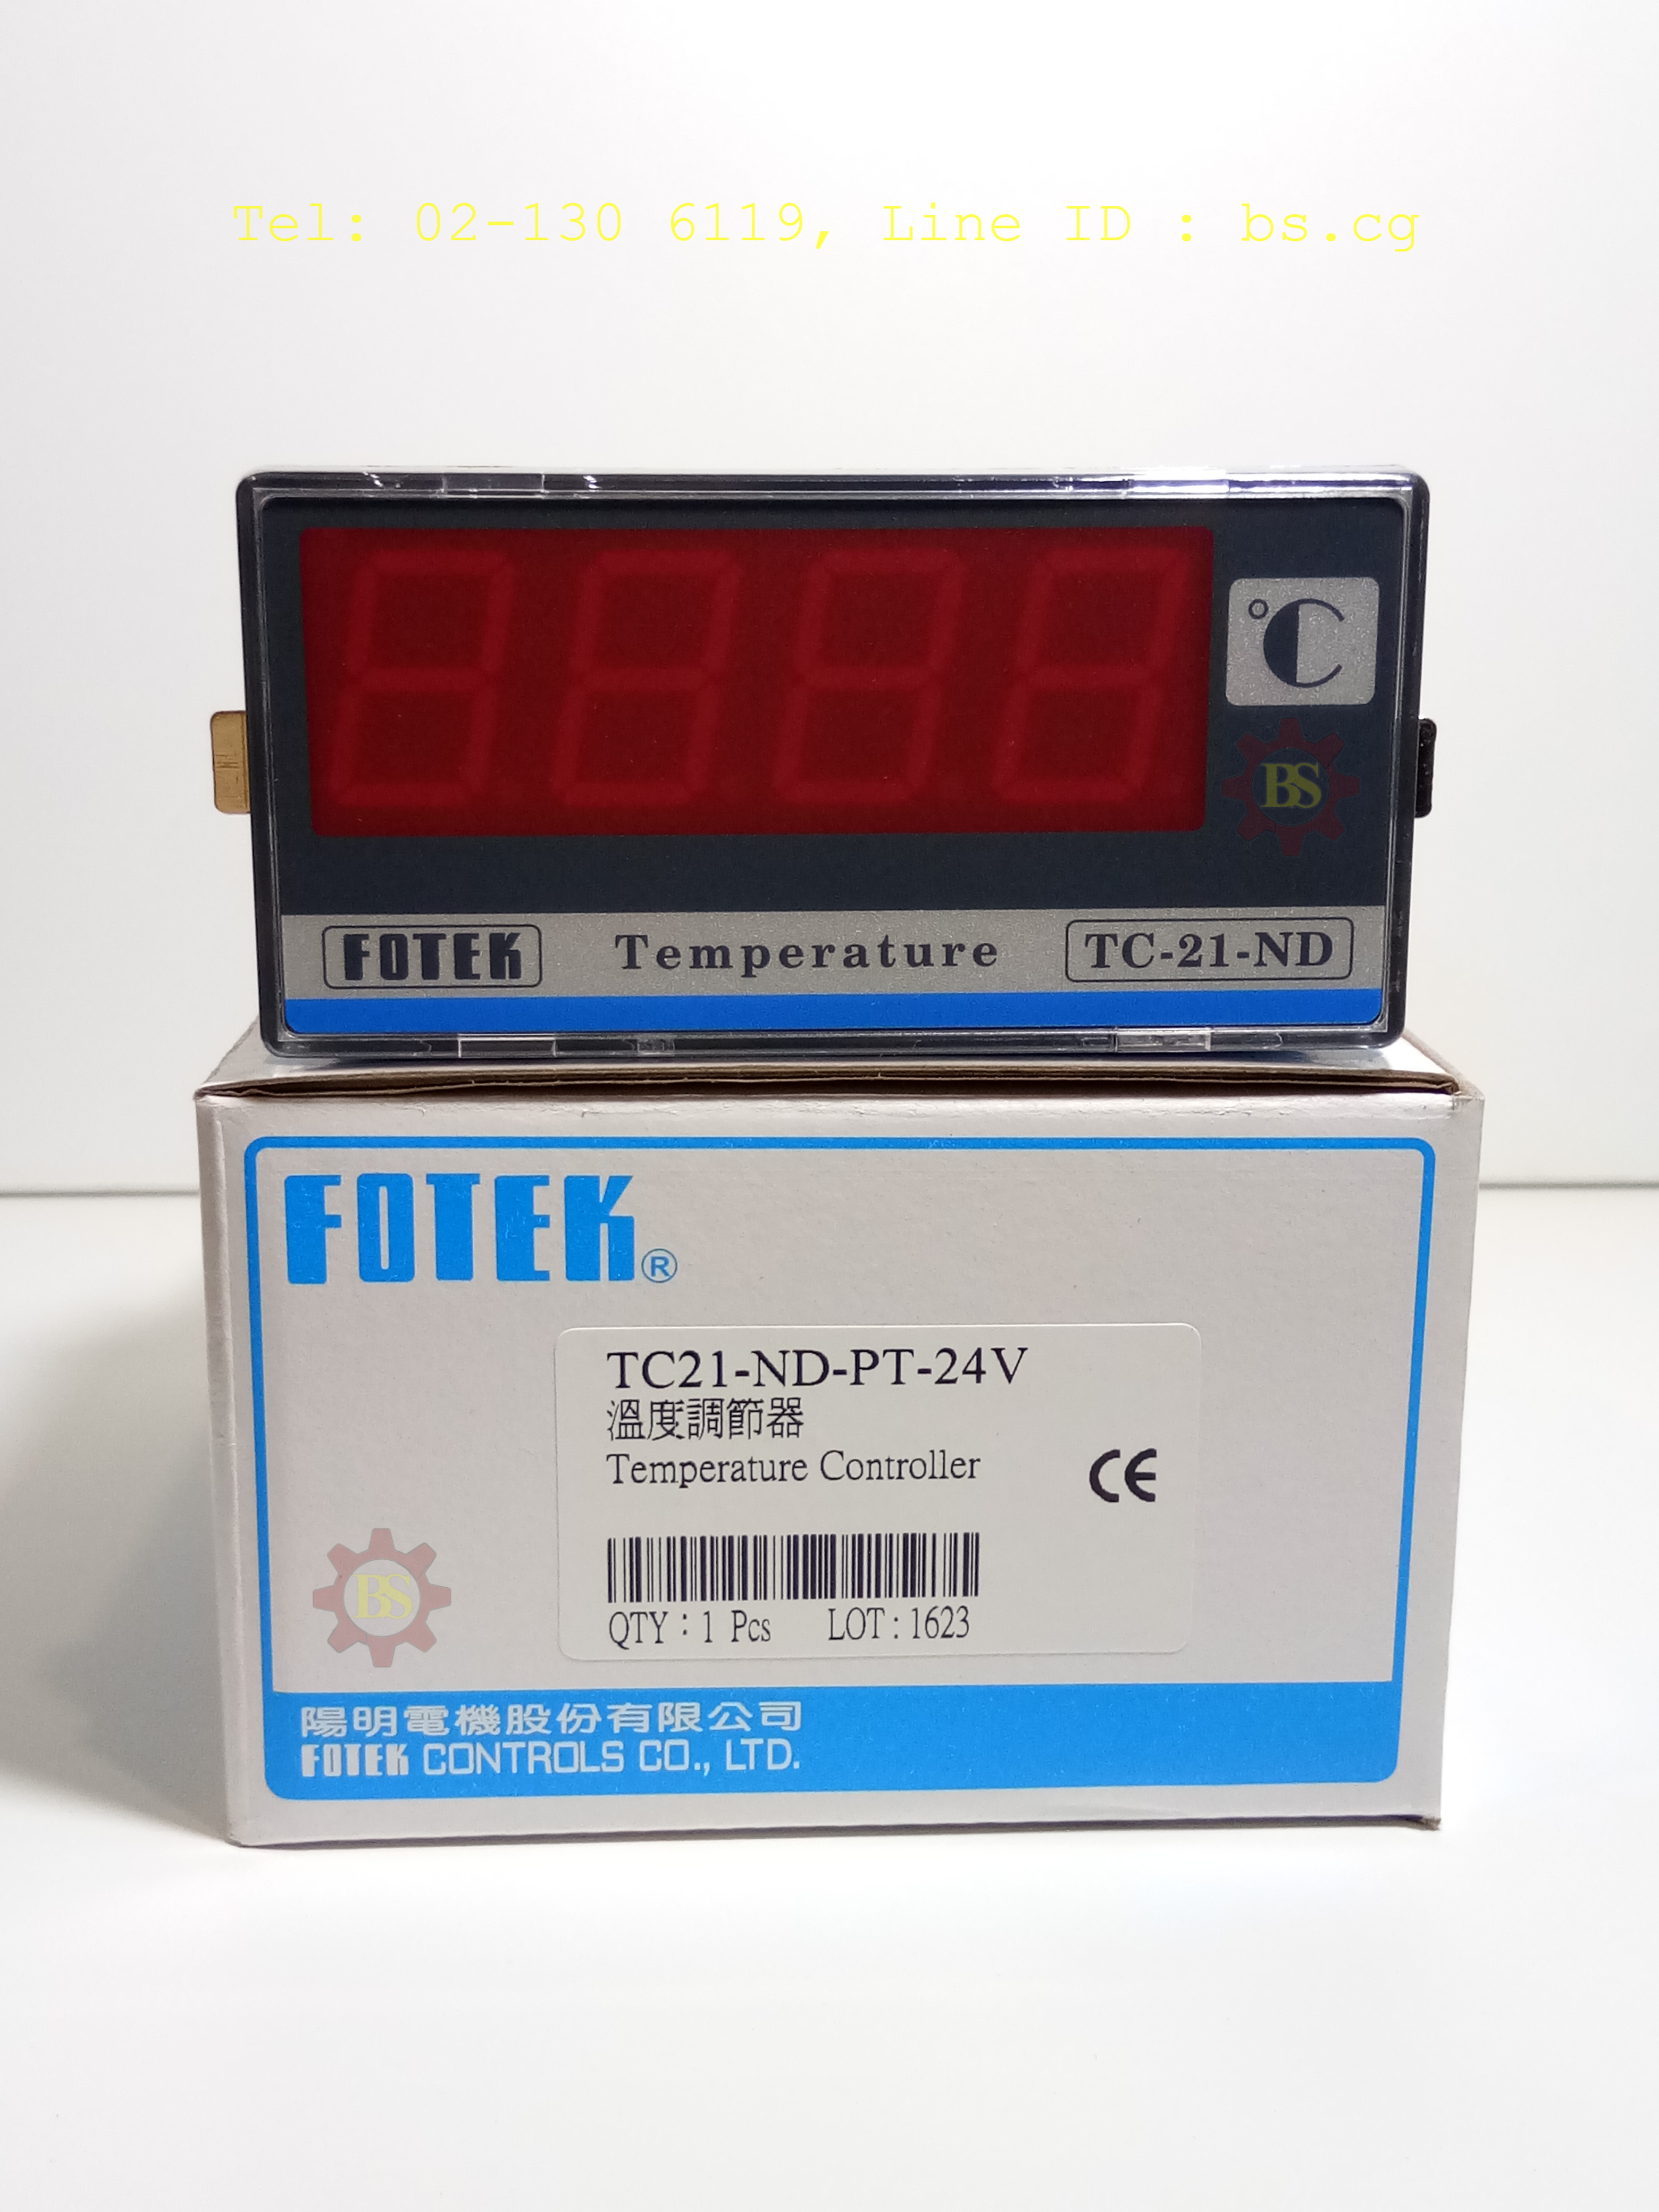 Tel: 02-130 6119, Line ID : bs.cg
°C
BS
FOTEK Temperature TC-21-ND
FOTEK®
TC21-ND-PT-24V
溫度調節器
Temperature Controller
CE
QTY：1 Pcs LOT : 1623
BS
陽明電機股份有限公司
FOTEK CONTROLS CO., LTD.